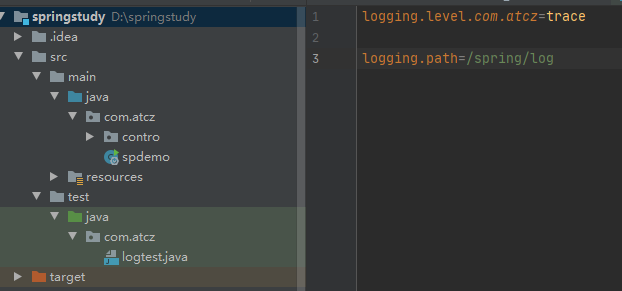 springstudy D:\springstudy
.idea
src
main
java
com.atcz
contro
spdemo
resources
test
java
com.atcz
logtest.java
target
1 logging.level.com.atcz=trace
2
3 logging.path=/spring/log